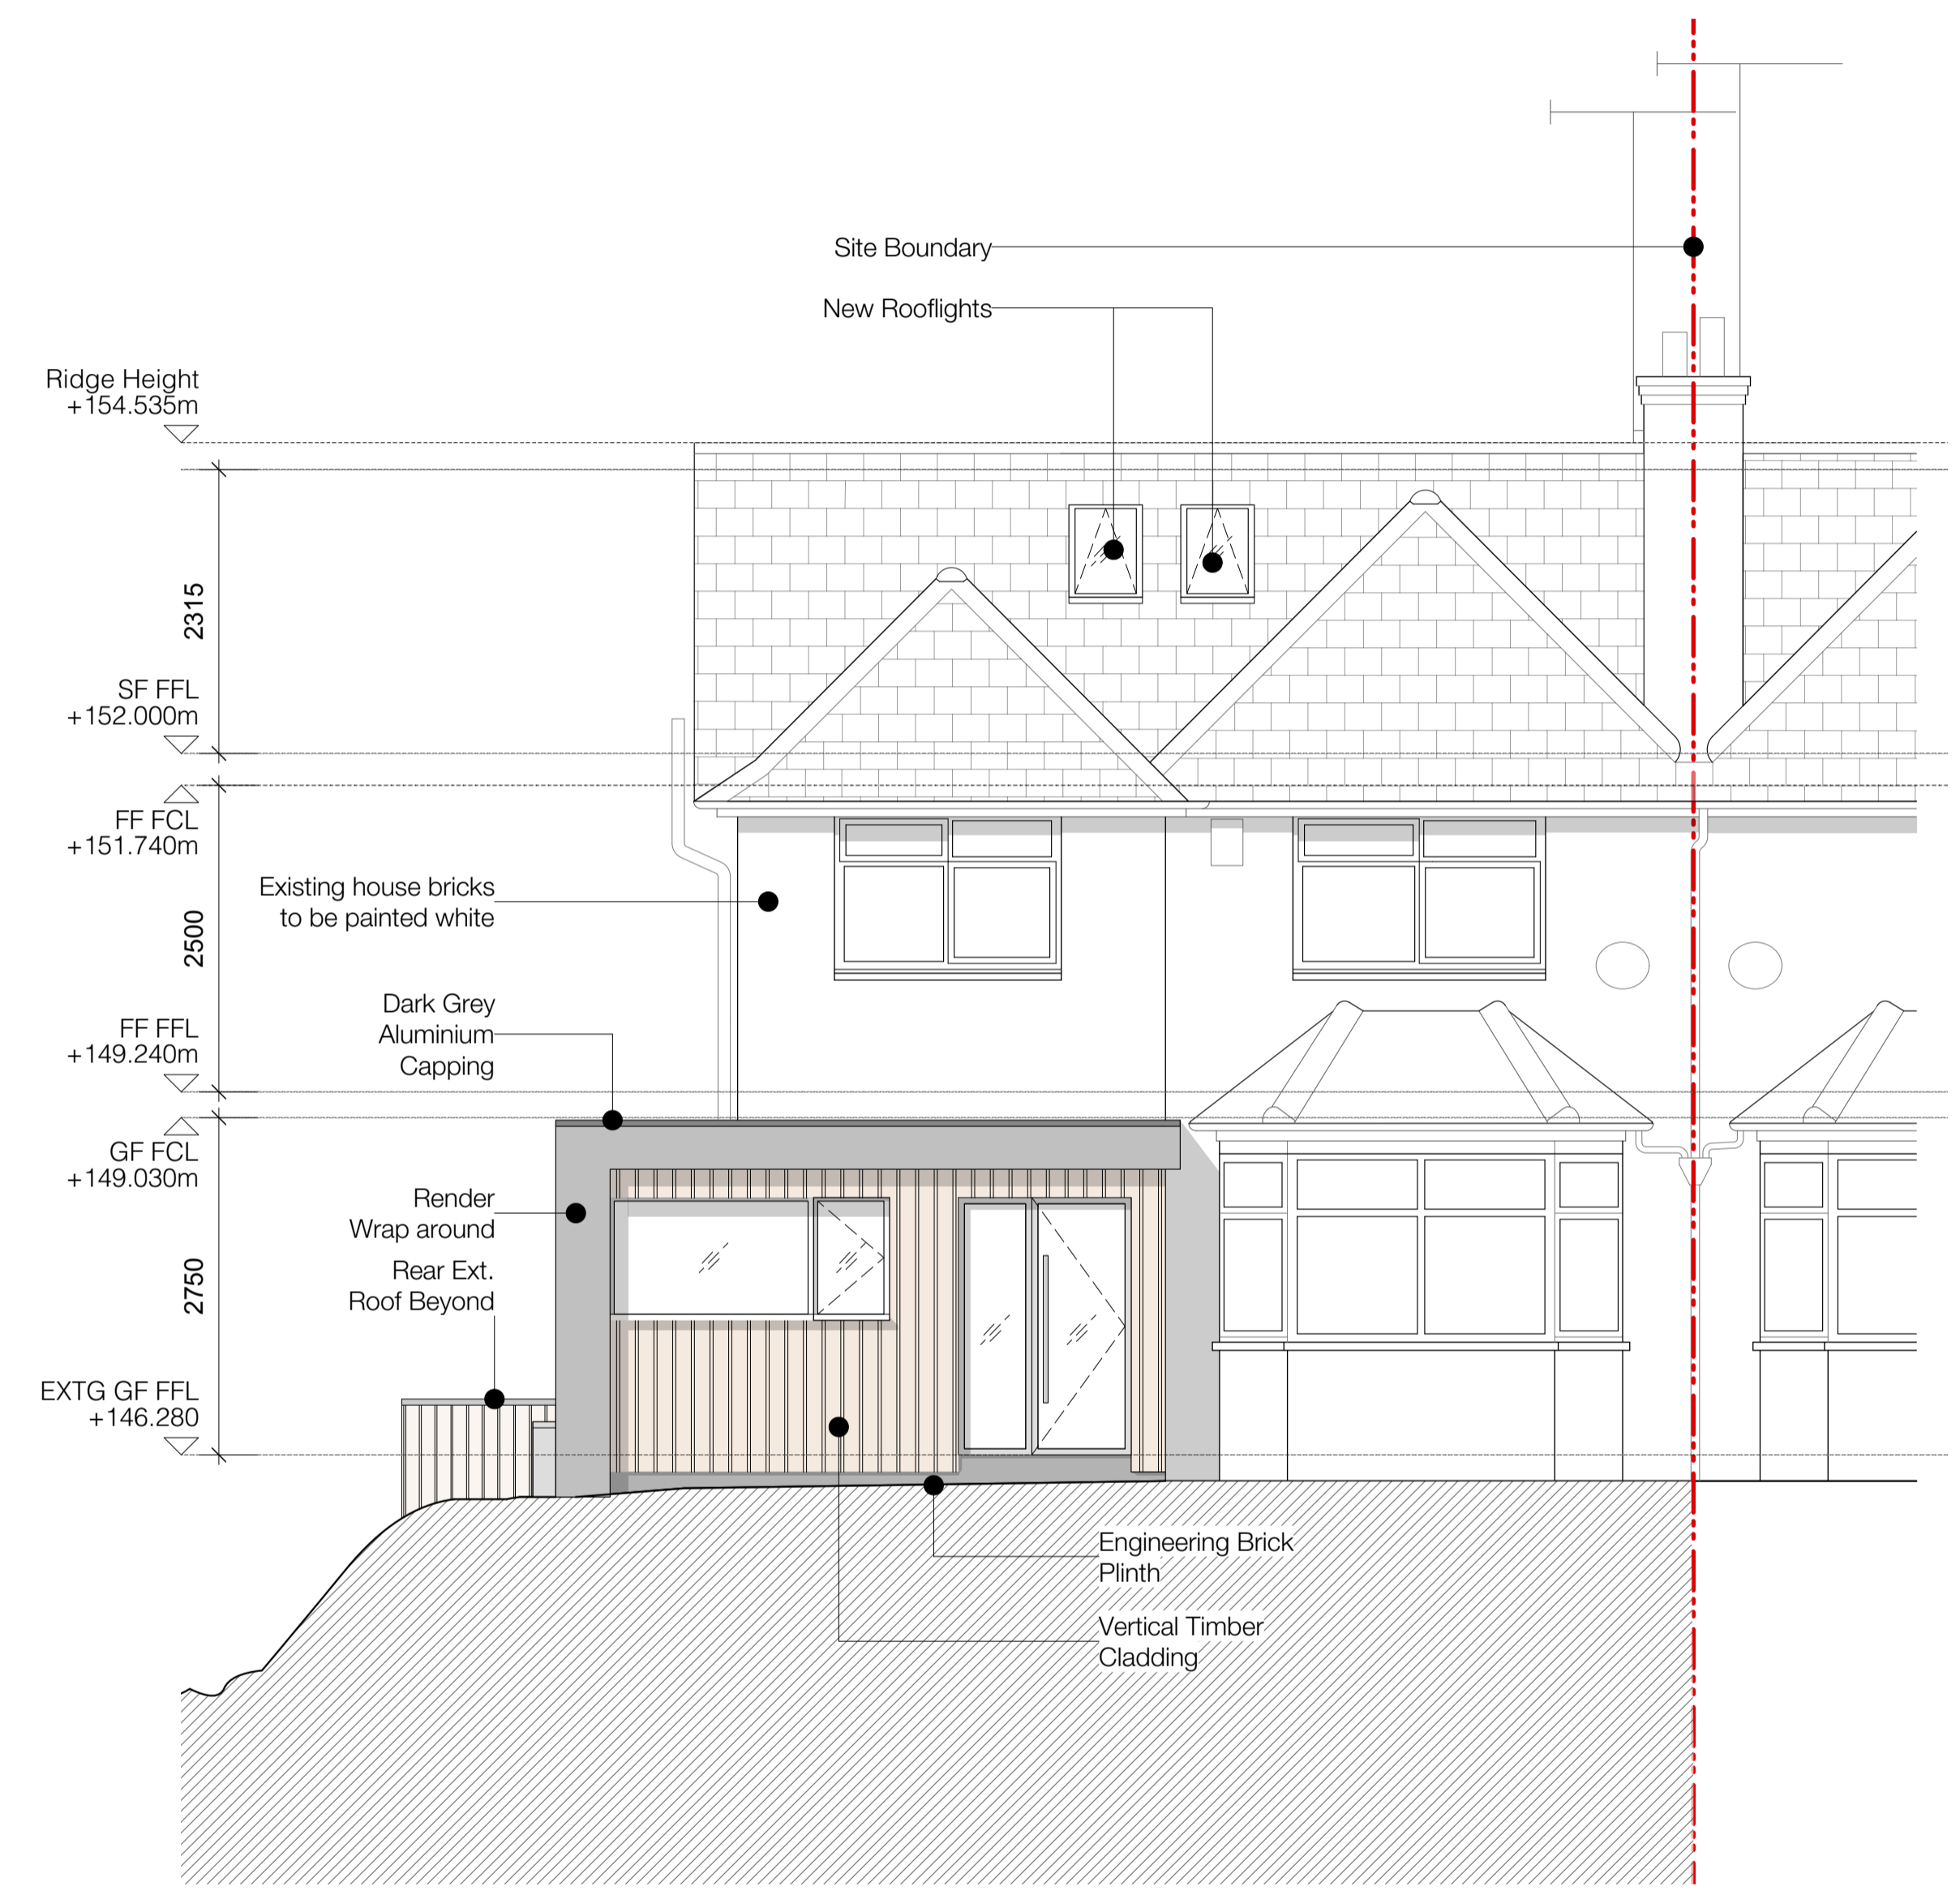 Site Boundary
New Rooflights
Ridge Height
+154.535m
2315
SF FFL
+152.000m
FF FCL
+151.740m
Existing house bricks
to be painted white
2500
Dark Grey
Aluminium
Capping
FF FFL
+149.240m
GF FCL
+149.030m
Render
Wrap around
Rear Ext.
Roof Beyond
2750
EXTG GF FFL
+146.280
Engineering Brick
Plinth
Vertical Timber
Cladding